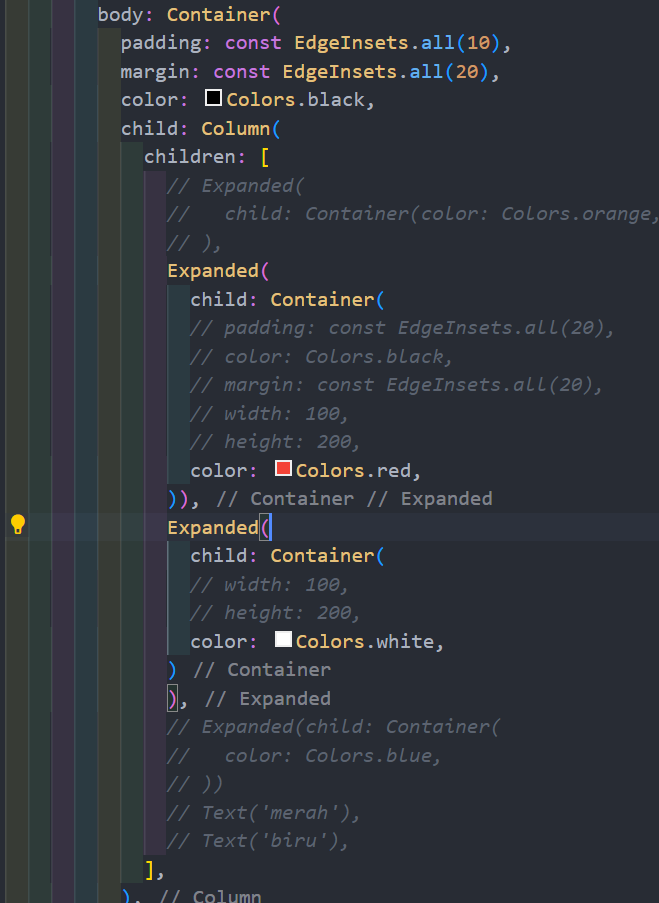 body: Container(
padding: const EdgeInsets.all(10),
margin: const EdgeInsets.all(20),
color: Colors.black,
child: Column(
children: [
// Expanded(
//   child: Container(color: Colors.orange,
// ),
Expanded(
child: Container(
// padding: const EdgeInsets.all(20),
// color: Colors.black,
// margin: const EdgeInsets.all(20),
// width: 100,
// height: 200,
color: Colors.red,
)), // Container // Expanded
Expanded(
child: Container(
// width: 100,
// height: 200,
color: Colors.white,
) // Container
), // Expanded
// Expanded(child: Container(
//   color: Colors.blue,
// ))
// Text('merah'),
// Text('biru'),
],
), // Column